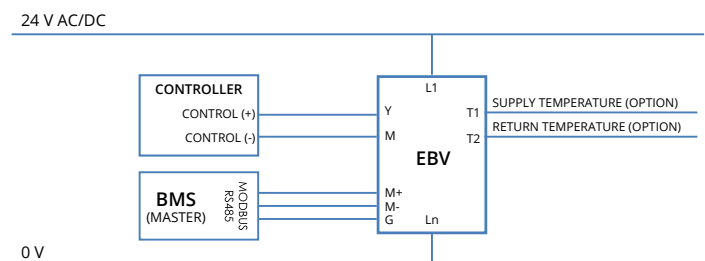 24 V AC/DC
CONTROLLER
CONTROL (+)
CONTROL (-)
L1
Y
M
EBV
T1
T2
SUPPLY TEMPERATURE (OPTION)
RETURN TEMPERATURE (OPTION)
BMS
(MASTER)
MODBUS
RS485
M+
M-
G
Ln
0 V